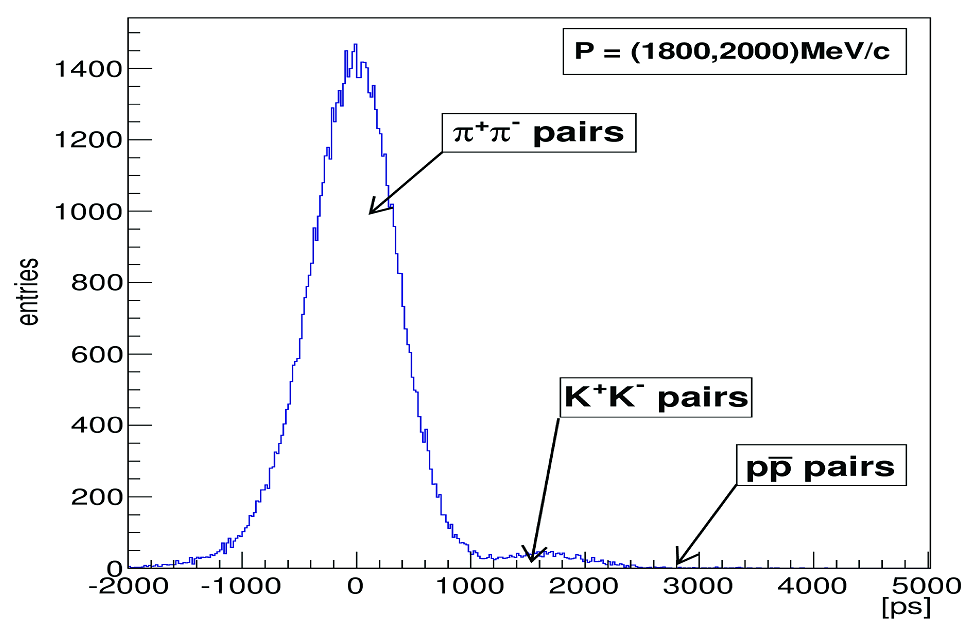 P = (1800,2000)MeV/c
π⁺π⁻ pairs
K⁺K⁻ pairs
pp̅ pairs
entries
1400
1200
1000
800
600
400
200
0
-2000 -1000 0 1000 2000 3000 4000 5000
[ps]